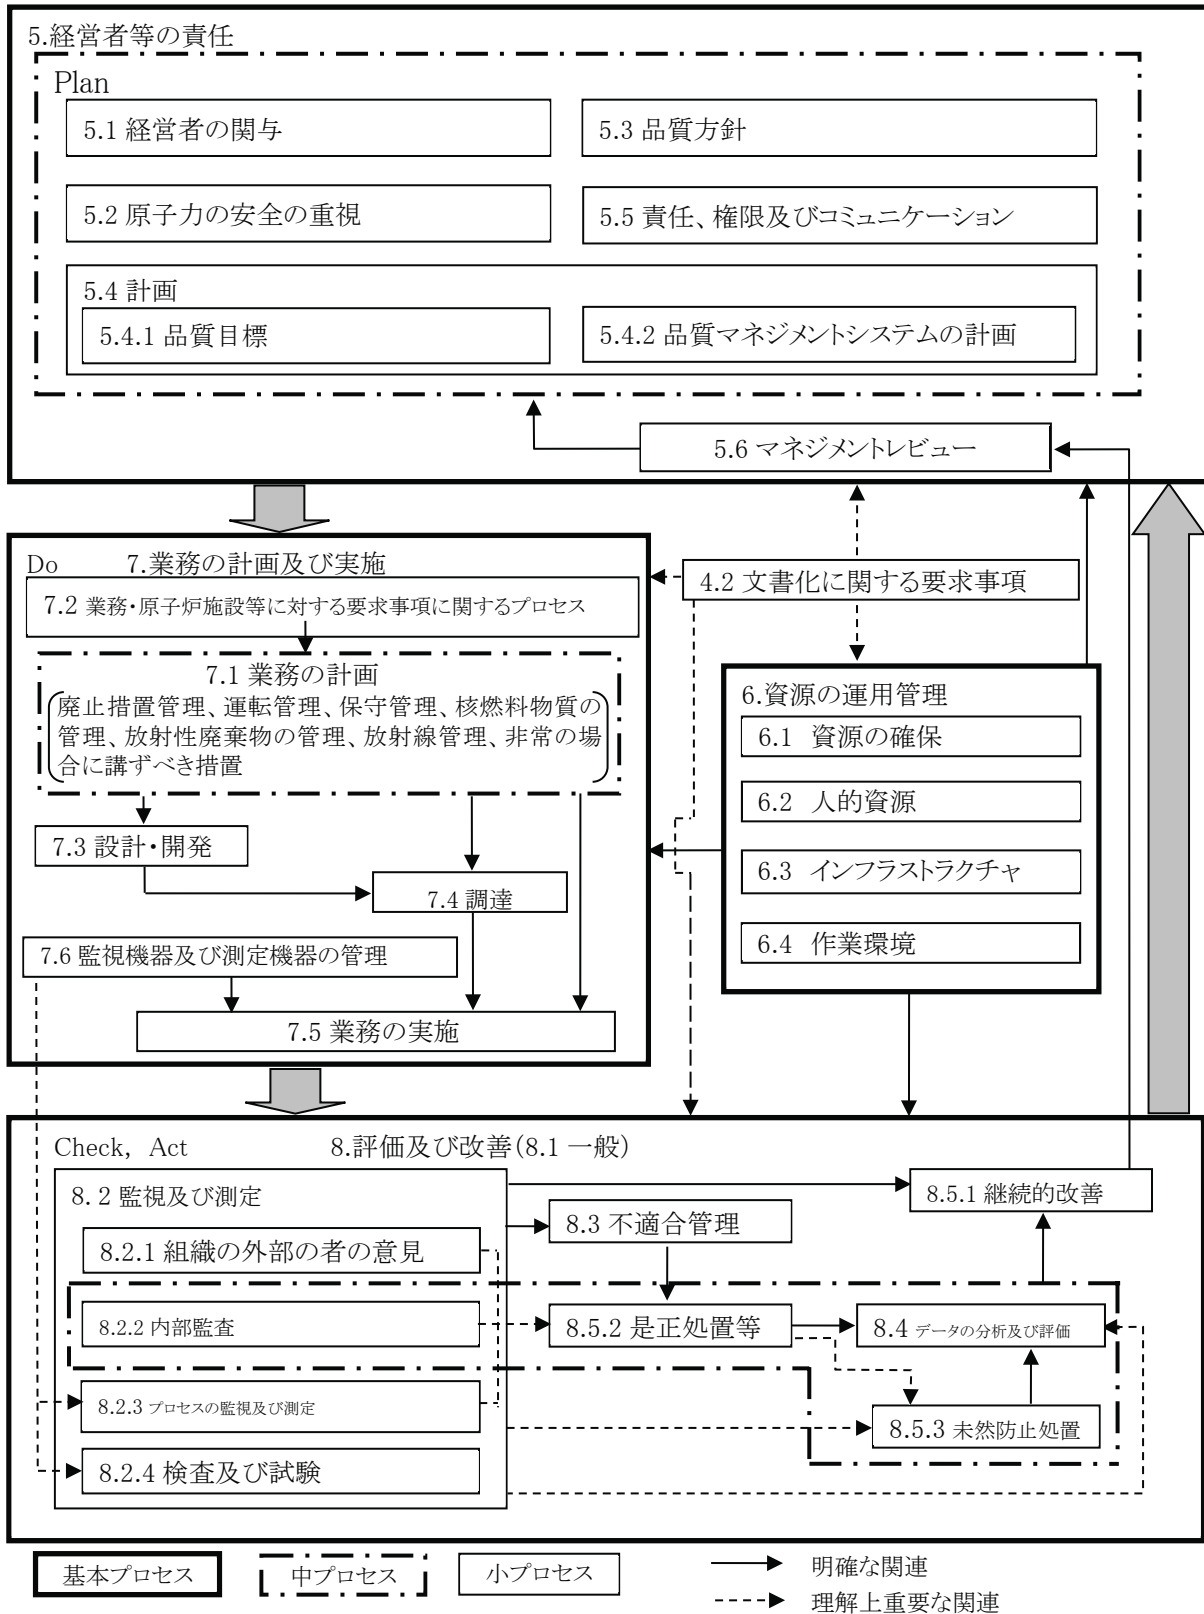 5.経営者等の責任
Plan
5.1 経営者の関与
5.3 品質方針
5.2 原子力の安全の重視
5.5 責任、権限及びコミュニケーション
5.4 計画
5.4.1 品質目標
5.4.2 品質マネジメントシステムの計画
5.6 マネジメントレビュー
Do 7.業務の計画及び実施
7.2 業務・原子炉施設等に対する要求事項に関するプロセス
7.1 業務の計画
廃止措置管理、運転管理、保守管理、核燃料物質の
管理、放射性廃棄物の管理、放射線管理、非常の場
合に講ずべき措置
7.3 設計・開発
7.4 調達
7.6 監視機器及び測定機器の管理
7.5 業務の実施
4.2 文書化に関する要求事項
6.資源の運用管理
6.1 資源の確保
6.2 人的資源
6.3 インフラストラクチャ
6.4 作業環境
Check, Act 8.評価及び改善(8.1 一般)
8.2 監視及び測定
8.2.1 組織の外部の者の意見
8.2.2 内部監査
8.2.3 プロセスの監視及び測定
8.2.4 検査及び試験
8.3 不適合管理
8.5.1 継続的改善
8.5.2 是正処置等
8.4 データの分析及び評価
8.5.3 未然防止処置
基本プロセス
中プロセス
小プロセス
明確な関連
理解上重要な関連